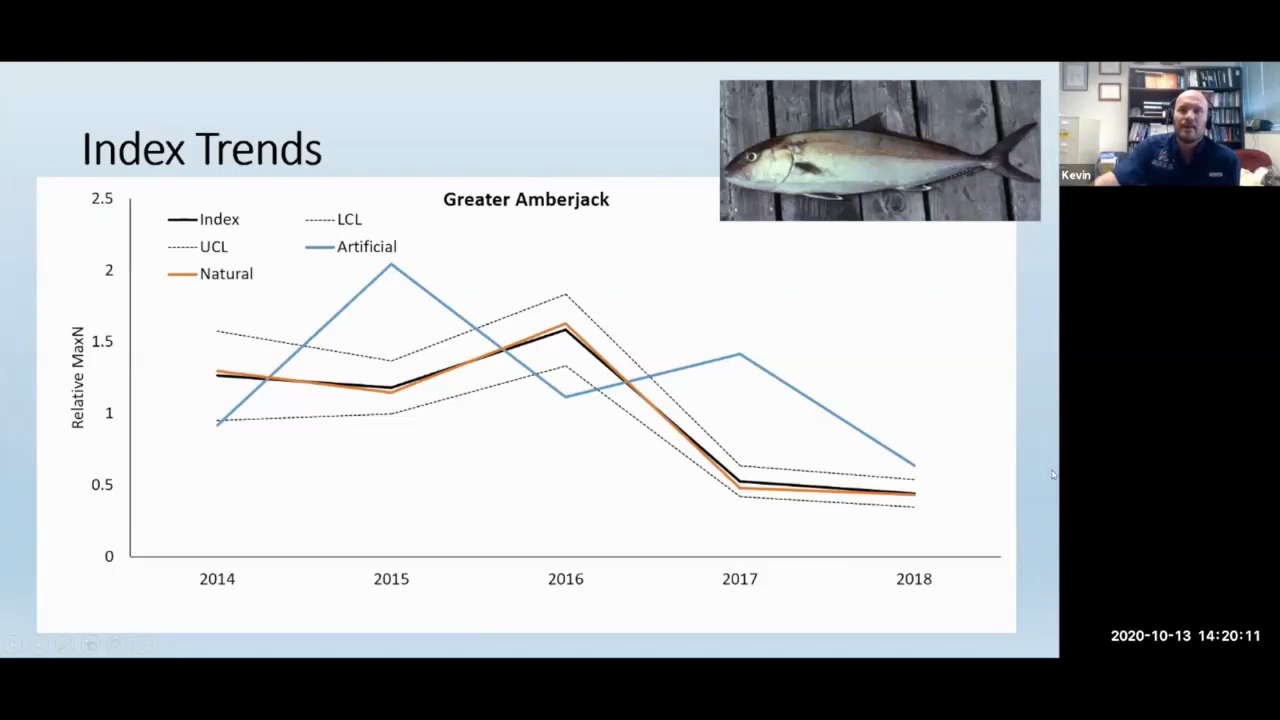 Index Trends
Greater Amberjack
Index
LCL
UCL
Artificial
Natural
Relative MaxN
2.5
2
1.5
1
0.5
0
2014
2015
2016
2017
2018
Kevin
2020-10-13 14:20:11